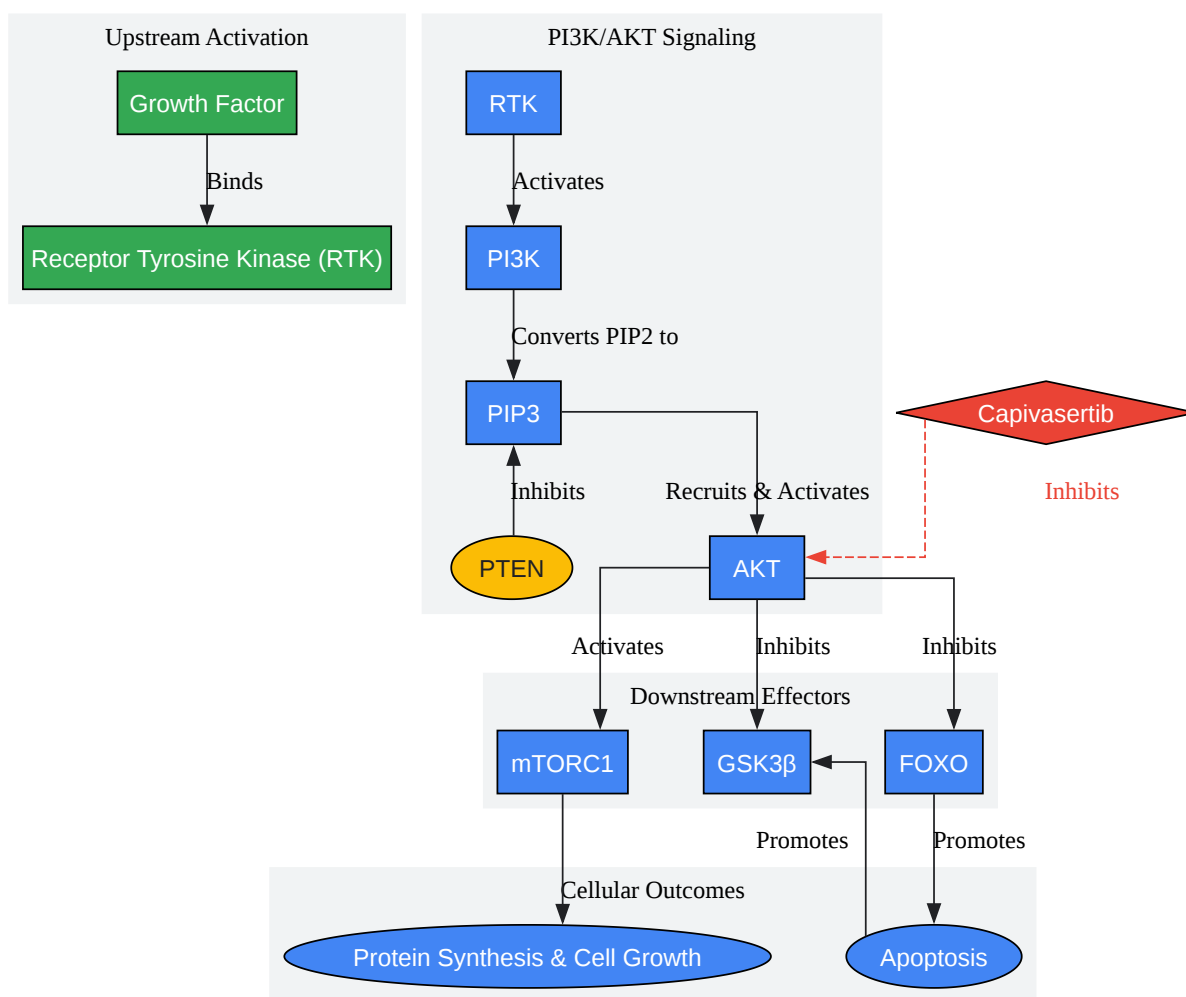 Upstream Activation
PI3K/AKT Signaling
Growth Factor
RTK
Binds
Activates
Receptor Tyrosine Kinase (RTK)
PI3K
Converts PIP2 to
PIP3
Capivasertib
Inhibits
Recruits & Activates
Inhibits
PTEN
AKT
Activates
Inhibits
Inhibits
Downstream Effectors
mTORC1
GSK3β
FOXO
Promotes
Promotes
Cellular Outcomes
Protein Synthesis & Cell Growth
Apoptosis